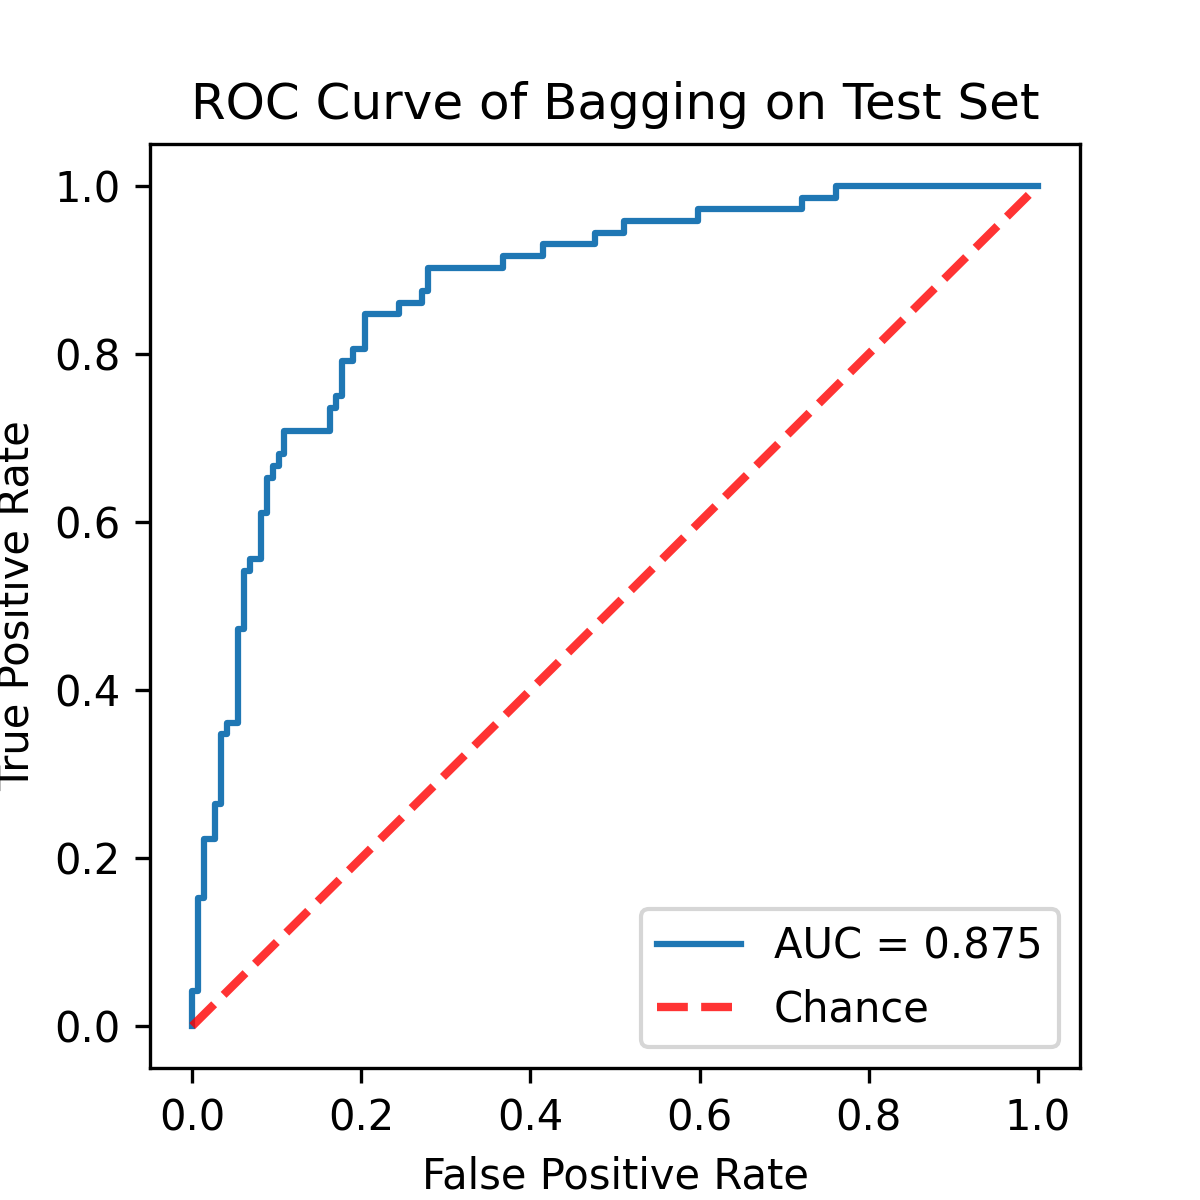 ROC Curve of Bagging on Test Set
1.0
0.8
0.6
0.4
0.2
0.0
True Positive Rate
AUC = 0.875
Chance
0.0 0.2 0.4 0.6 0.8 1.0
False Positive Rate